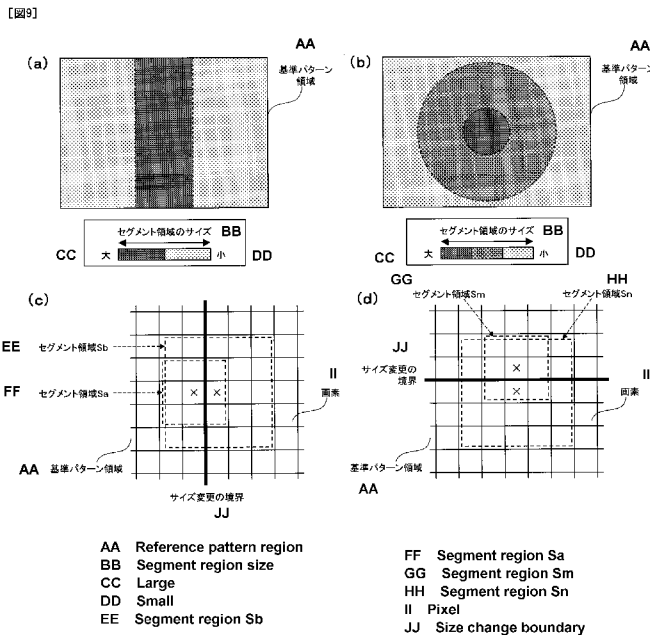 [図9]
AA
AA
(a)
(b)
基準パターン
領域
基準パターン
領域
セグメント領域のサイズ BB
CC 大 小 DD
セグメント領域のサイズ BB
CC 大 小 DD
(c)
EE セグメント領域Sb
FF セグメント領域Sa
II
画素
AA 基準パターン領域
サイズ変更の境界
JJ
GG
HH
(d)
セグメント領域Sm
セグメント領域Sn
JJ
サイズ変更の
境界
II
画素
基準パターン領域
AA
AA Reference pattern region
BB Segment region size
CC Large
DD Small
EE Segment region Sb
FF Segment region Sa
GG Segment region Sm
HH Segment region Sn
II Pixel
JJ Size change boundary